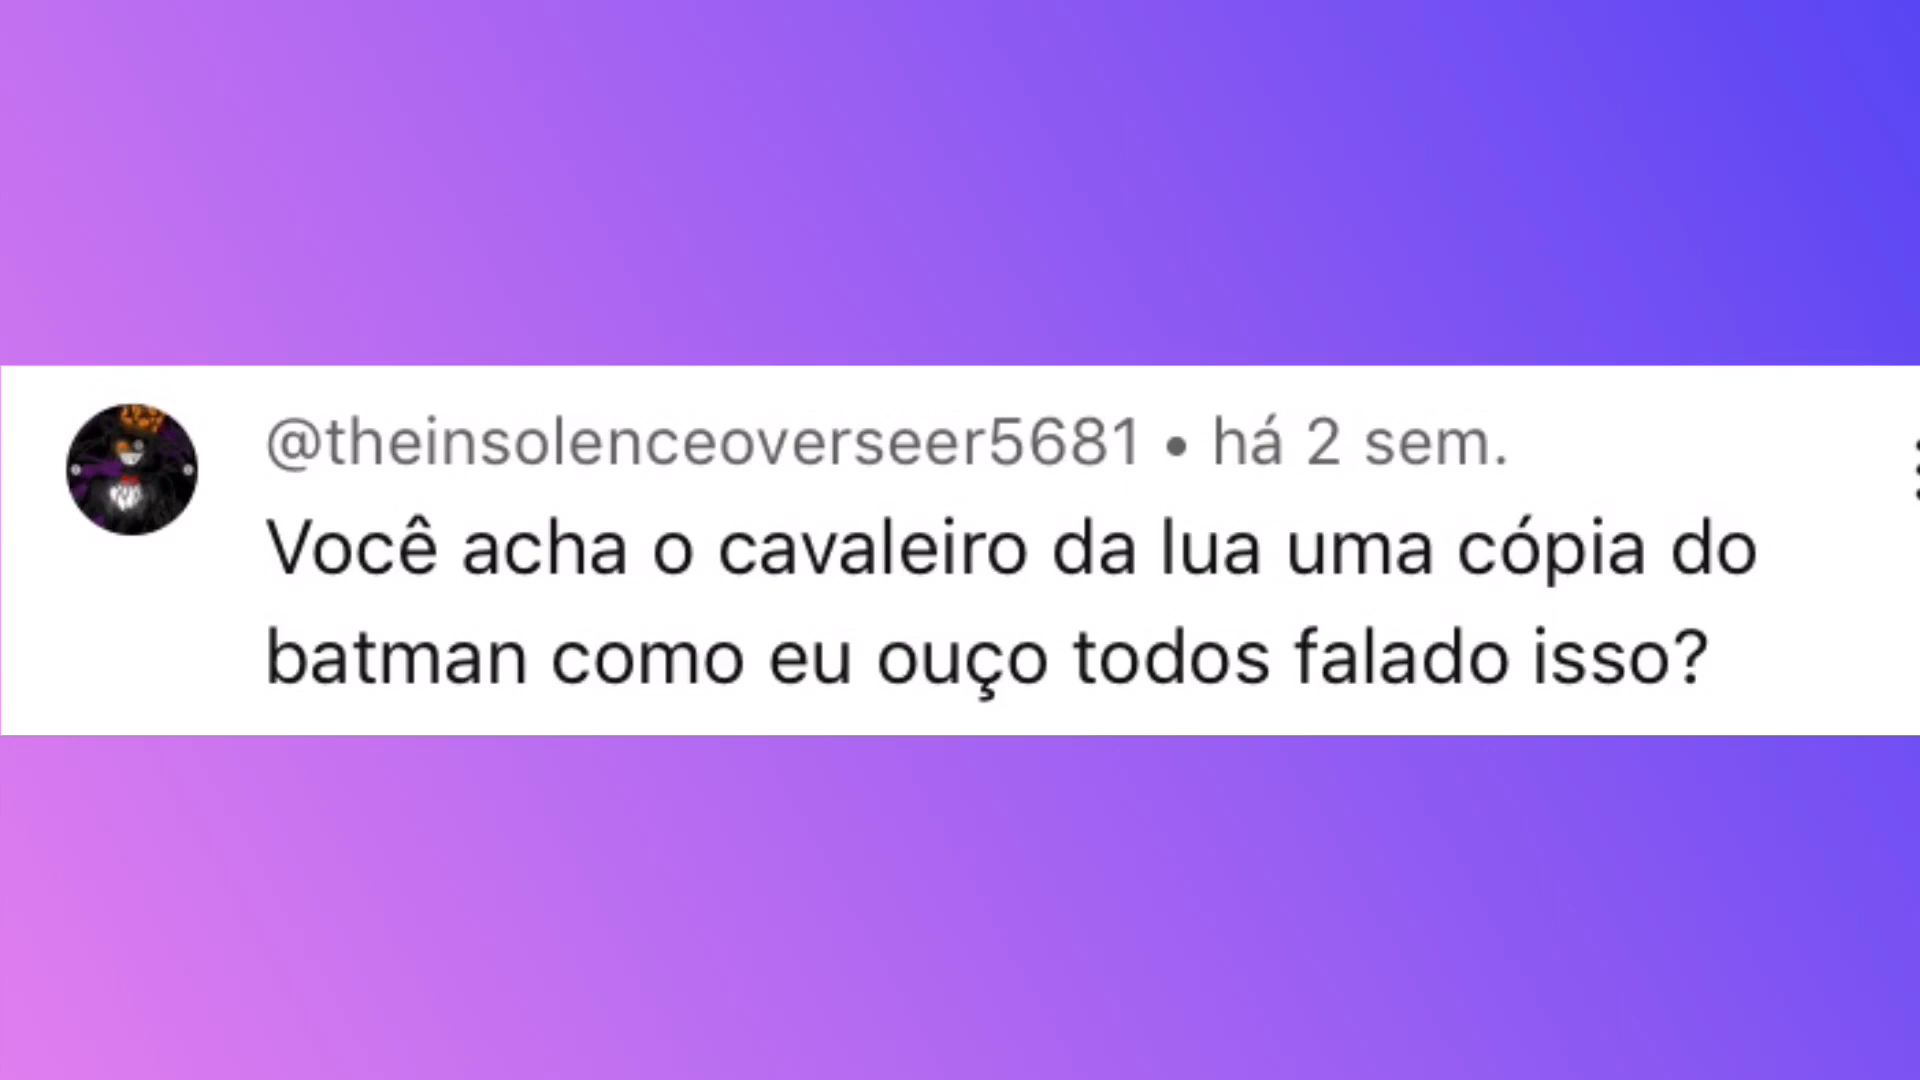 @theinsolenceoverseer5681 • há 2 sem.
Você acha o cavaleiro da lua uma cópia do
batman como eu ouço todos falado isso?